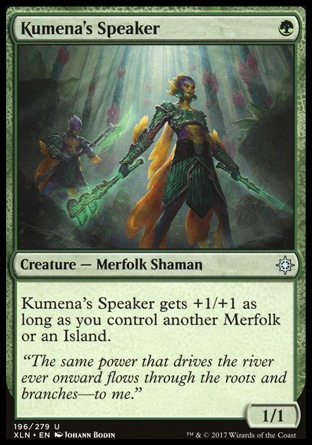 Kumena's Speaker
Creature — Merfolk Shaman
Kumena's Speaker gets +1/+1 as
long as you control another Merfolk
or an Island.
“The same power that drives the river
ever onward flows through the roots and
branches—to me.”
1/1
196/279 U
XLN • EN Johann Bodin
™ & © 2017 Wizards of the Coast